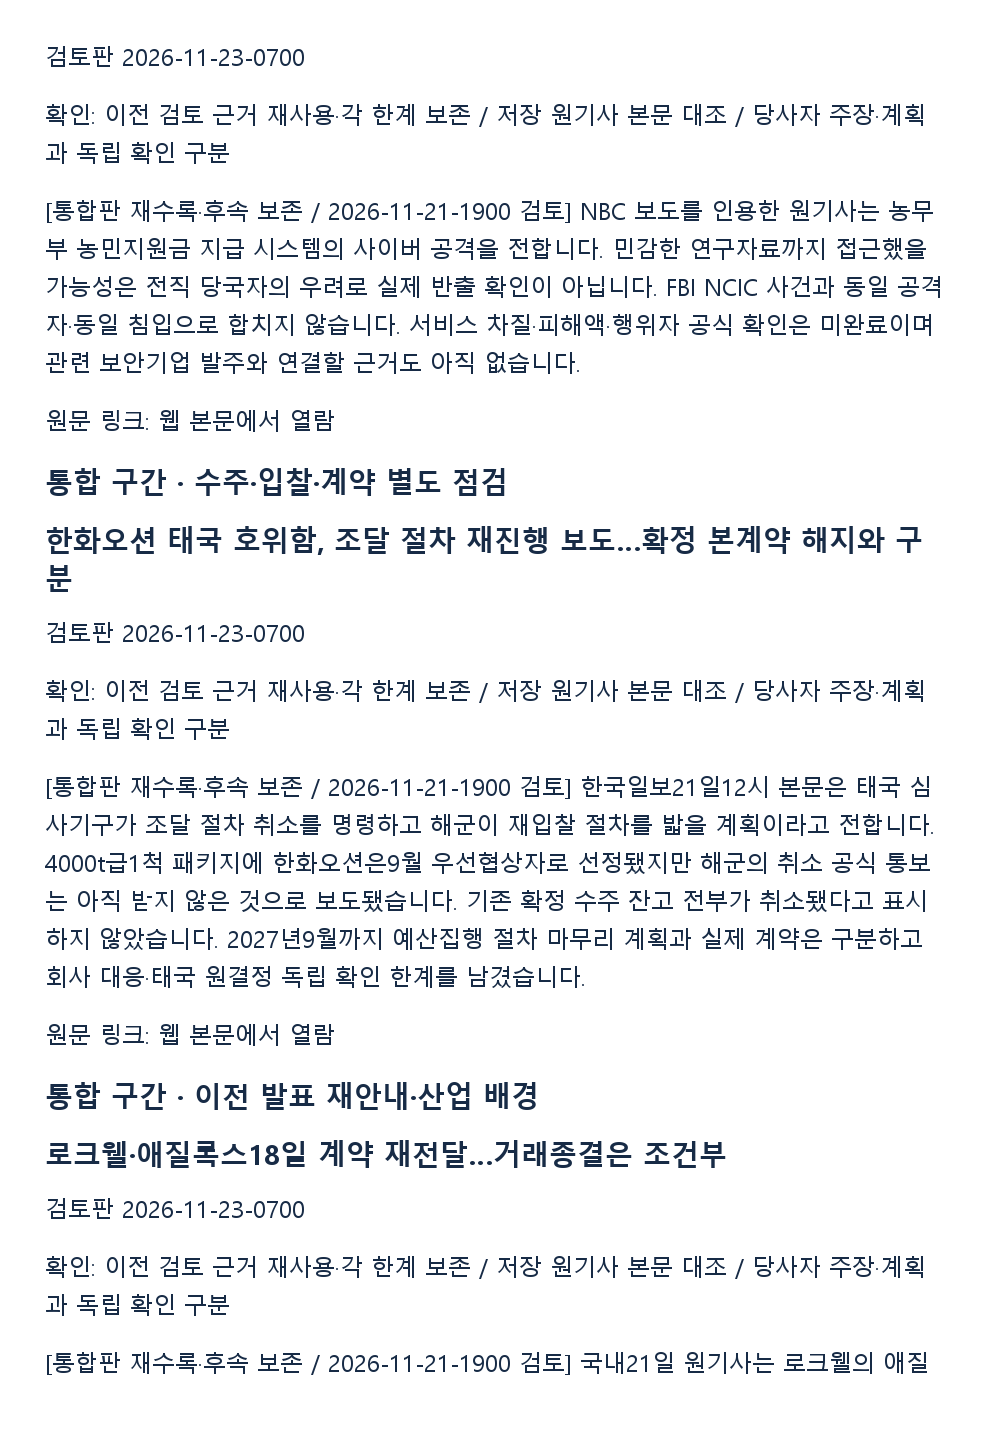 검토판 2026-11-23-0700
확인: 이전 검토 근거 재사용·각 한계 보존 / 저장 원기사 본문 대조 / 당사자 주장·계획
과 독립 확인 구분
[통합판 재수록·후속 보존 / 2026-11-21-1900 검토] NBC 보도를 인용한 원기사는 농무
부 농민지원금 지급 시스템의 사이버 공격을 전합니다. 민감한 연구자료까지 접근했을
가능성은 전직 당국자의 우려로 실제 반출 확인이 아닙니다. FBI NCIC 사건과 동일 공격
자·동일 침입으로 합치지 않습니다. 서비스 차질·피해액·행위자 공식 확인은 미완료이며
관련 보안기업 발주와 연결할 근거도 아직 없습니다.
원문 링크: 웹 본문에서 열람
통합 구간 · 수주·입찰·계약 별도 점검
한화오션 태국 호위함, 조달 절차 재진행 보도...확정 본계약 해지와 구
분
검토판 2026-11-23-0700
확인: 이전 검토 근거 재사용·각 한계 보존 / 저장 원기사 본문 대조 / 당사자 주장·계획
과 독립 확인 구분
[통합판 재수록·후속 보존 / 2026-11-21-1900 검토] 한국일보21일12시 본문은 태국 심
사기구가 조달 절차 취소를 명령하고 해군이 재입찰 절차를 밟을 계획이라고 전합니다.
4000t급1척 패키지에 한화오션은9월 우선협상자로 선정됐지만 해군의 취소 공식 통보
는 아직 받지 않은 것으로 보도됐습니다. 기존 확정 수주 잔고 전부가 취소됐다고 표시
하지 않았습니다. 2027년9월까지 예산집행 절차 마무리 계획과 실제 계약은 구분하고
회사 대응·태국 원결정 독립 확인 한계를 남겼습니다.
원문 링크: 웹 본문에서 열람
통합 구간 · 이전 발표 재안내·산업 배경
로크웰·애질록스18일 계약 재전달...거래종결은 조건부
검토판 2026-11-23-0700
확인: 이전 검토 근거 재사용·각 한계 보존 / 저장 원기사 본문 대조 / 당사자 주장·계획
과 독립 확인 구분
[통합판 재수록·후속 보존 / 2026-11-21-1900 검토] 국내21일 원기사는 로크웰의 애질